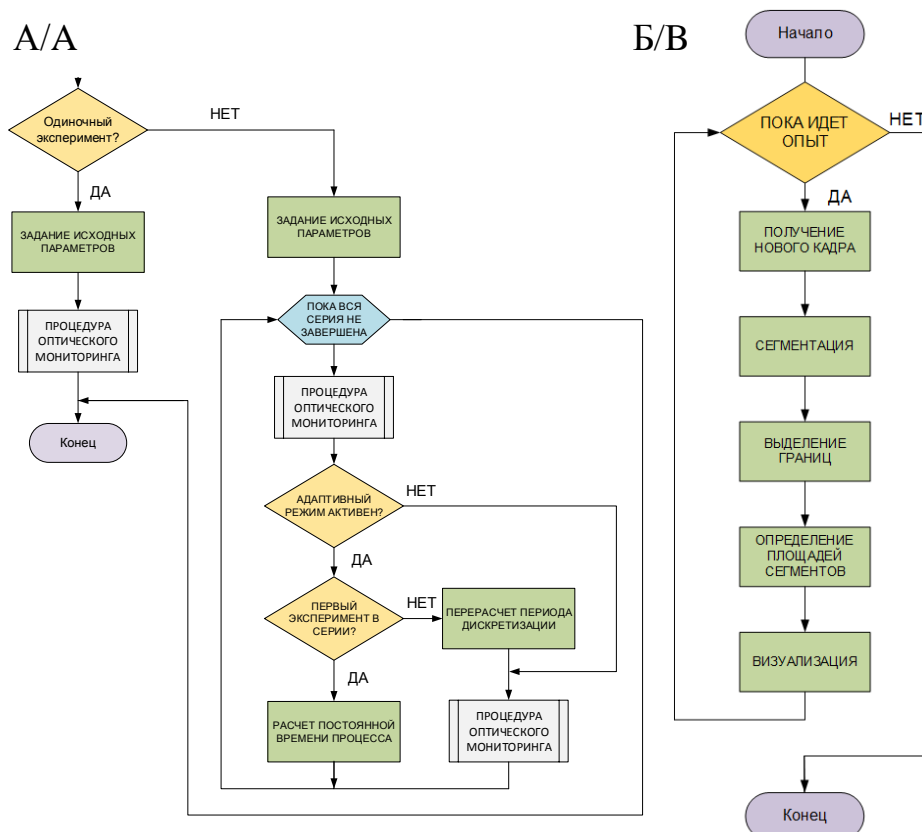 А/А
Одиночный
эксперимент?
НЕТ
ДА
ЗАДАНИЕ ИСХОДНЫХ
ПАРАМЕТРОВ
ПРОЦЕДУРА
ОПТИЧЕСКОГО
МОНИТОРИНГА
Конец
ЗАДАНИЕ ИСХОДНЫХ
ПАРАМЕТРОВ
ПОКА ВСЯ
СЕРИЯ НЕ
ЗАВЕРШЕНА
ПРОЦЕДУРА
ОПТИЧЕСКОГО
МОНИТОРИНГА
АДАПТИВНЫЙ
РЕЖИМ АКТИВЕН?
НЕТ
ДА
ПЕРВЫЙ
ЭКСПЕРИМЕНТ В
СЕРИИ?
НЕТ
ПЕРЕРАСЧЕТ ПЕРИОДА
ДИСКРЕТИЗАЦИИ
ДА
РАСЧЕТ ПОСТОЯННОЙ
ВРЕМЕНИ ПРОЦЕССА
ПРОЦЕДУРА
ОПТИЧЕСКОГО
МОНИТОРИНГА
Б/В
Начало
ПОКА ИДЕТ
ОПЫТ
НЕТ
ДА
ПОЛУЧЕНИЕ
НОВОГО КАДРА
СЕГМЕНТАЦИЯ
ВЫДЕЛЕНИЕ
ГРАНИЦ
ОПРЕДЕЛЕНИЕ
ПЛОЩАДЕЙ
СЕГМЕНТОВ
ВИЗУАЛИЗАЦИЯ
Конец